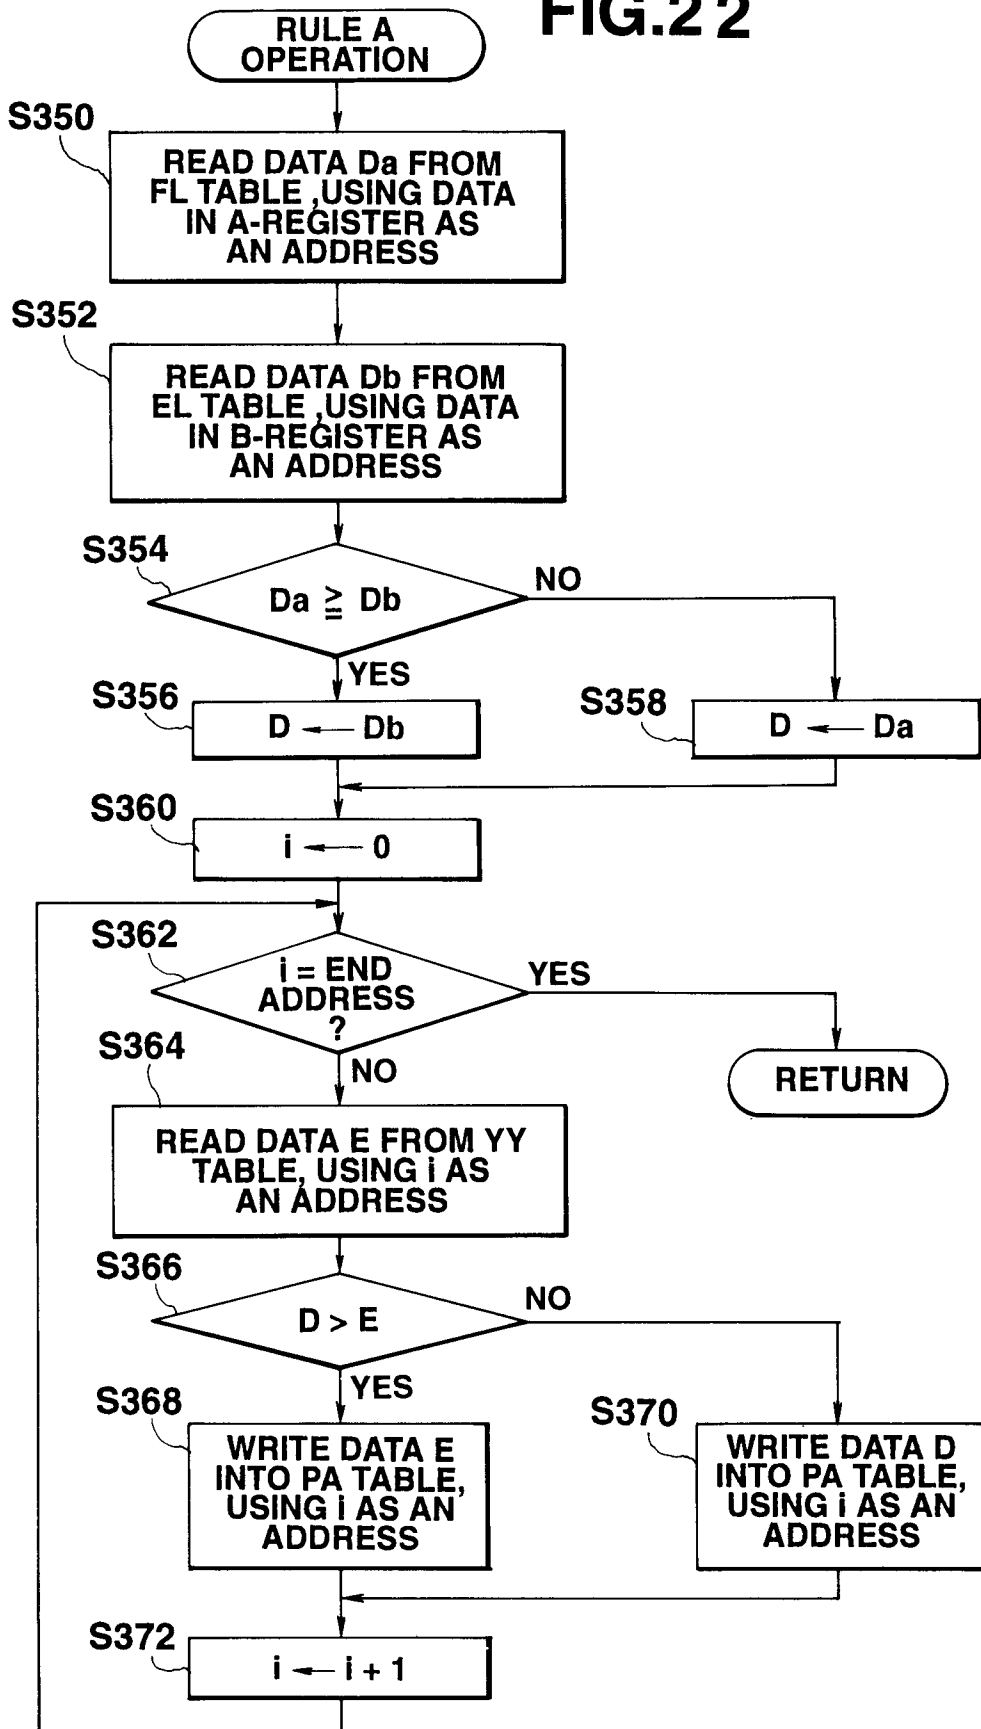 FIG.22
RULE A
OPERATION
S350
READ DATA Da FROM
FL TABLE ,USING DATA
IN A-REGISTER AS
AN ADDRESS
S352
READ DATA Db FROM
EL TABLE ,USING DATA
IN B-REGISTER AS
AN ADDRESS
S354
Da ≧ Db
NO
YES
S356
D ← Db
S358
D ← Da
S360
i ← 0
S362
i = END
ADDRESS
?
YES
NO
RETURN
S364
READ DATA E FROM YY
TABLE, USING i AS
AN ADDRESS
S366
D > E
NO
YES
S368
WRITE DATA E
INTO PA TABLE,
USING i AS AN
ADDRESS
S370
WRITE DATA D
INTO PA TABLE,
USING i AS AN
ADDRESS
S372
i ← i + 1